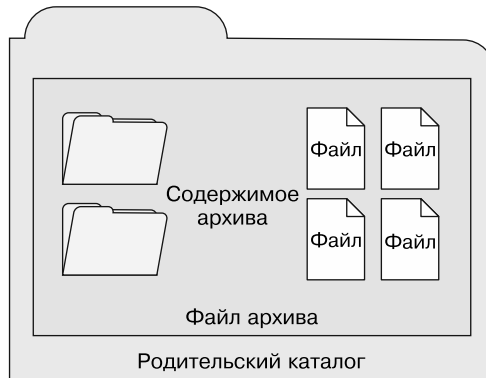 Файл Файл
Содержимое
архива
Файл Файл
Файл архива
Родительский каталог